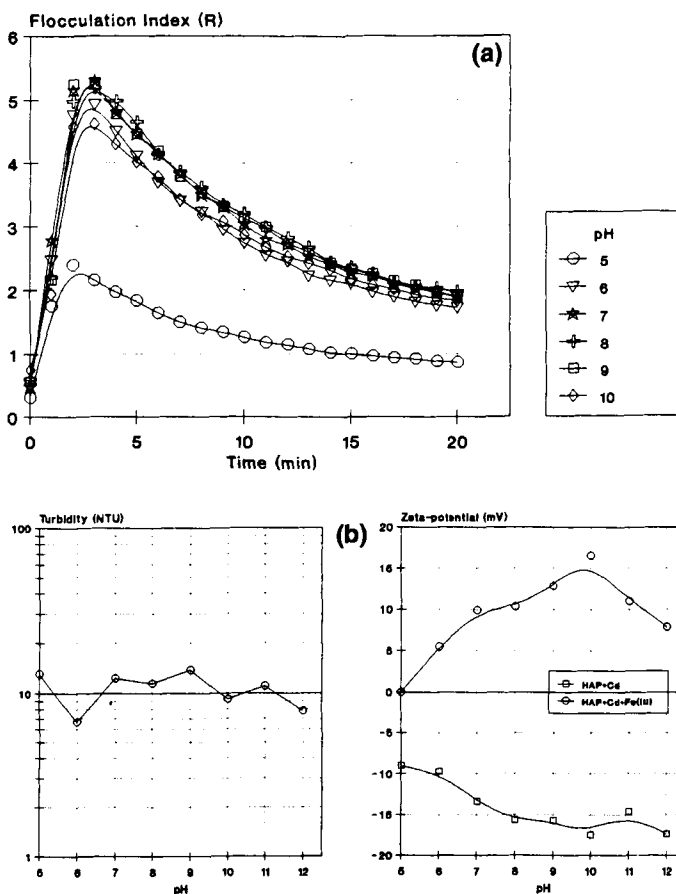 Flocculation Index (R)
(a)
6
5
4
3
2
1
0
0 5 10 15 20
Time (min)
pH
5
6
7
8
9
10
Turbidity (NTU)
(b)
100
10
1
5 6 7 8 9 10 11 12
pH
Zeta-potential (mV)
20
15
10
5
0
-5
-10
-15
-20
5 6 7 8 9 10 11 12
pH
HAP+Cd
HAP+Cd+Fe(III)